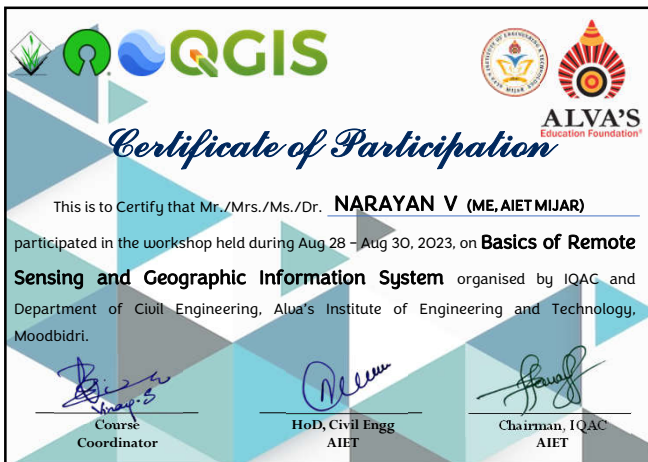 QGIS
ALVA'S
Education Foundation®
Certificate of Participation
This is to Certify that Mr./Mrs./Ms./Dr. NARAYAN V (ME, AIET MIJAR)
participated in the workshop held during Aug 28 – Aug 30, 2023, on Basics of Remote
Sensing and Geographic Information System organised by IQAC and
Department of Civil Engineering, Alva's Institute of Engineering and Technology,
Moodbidri.
Vinay.S
Course
Coordinator
HoD, Civil Engg
AIET
Chairman, IQAC
AIET